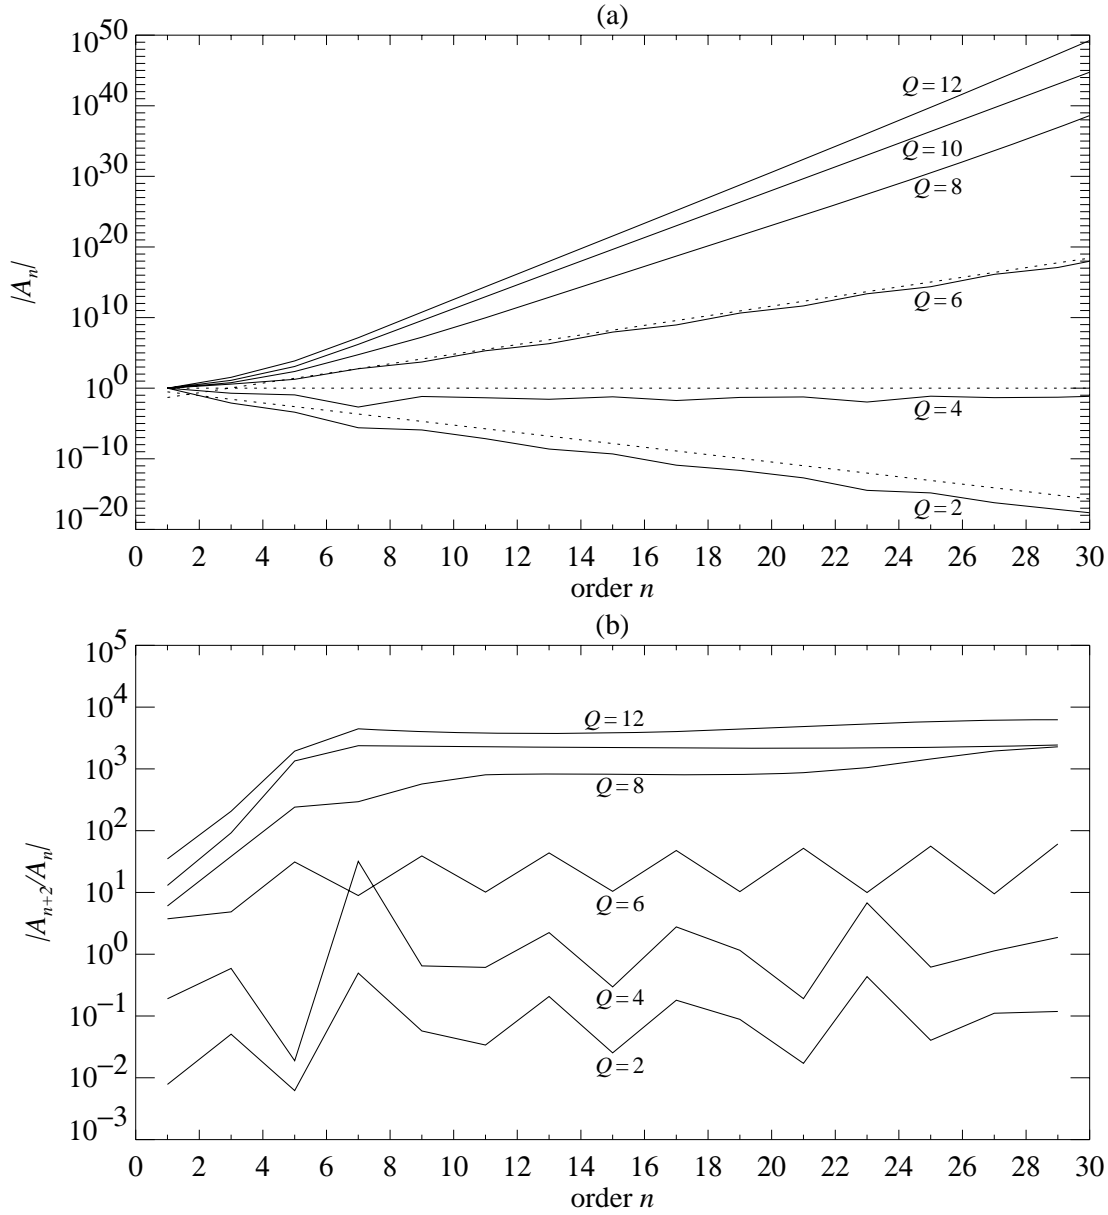 (a)
10^50
10^40
10^30
10^20
10^10
10^0
10^−10
10^−20
|A_n|
Q=12
Q=10
Q=8
Q=6
Q=4
Q=2
0 2 4 6 8 10 12 14 16 18 20 22 24 26 28 30
order n
(b)
10^5
10^4
10^3
10^2
10^1
10^0
10^−1
10^−2
10^−3
|A_{n+2}/A_n|
Q=12
Q=8
Q=6
Q=4
Q=2
0 2 4 6 8 10 12 14 16 18 20 22 24 26 28 30
order n